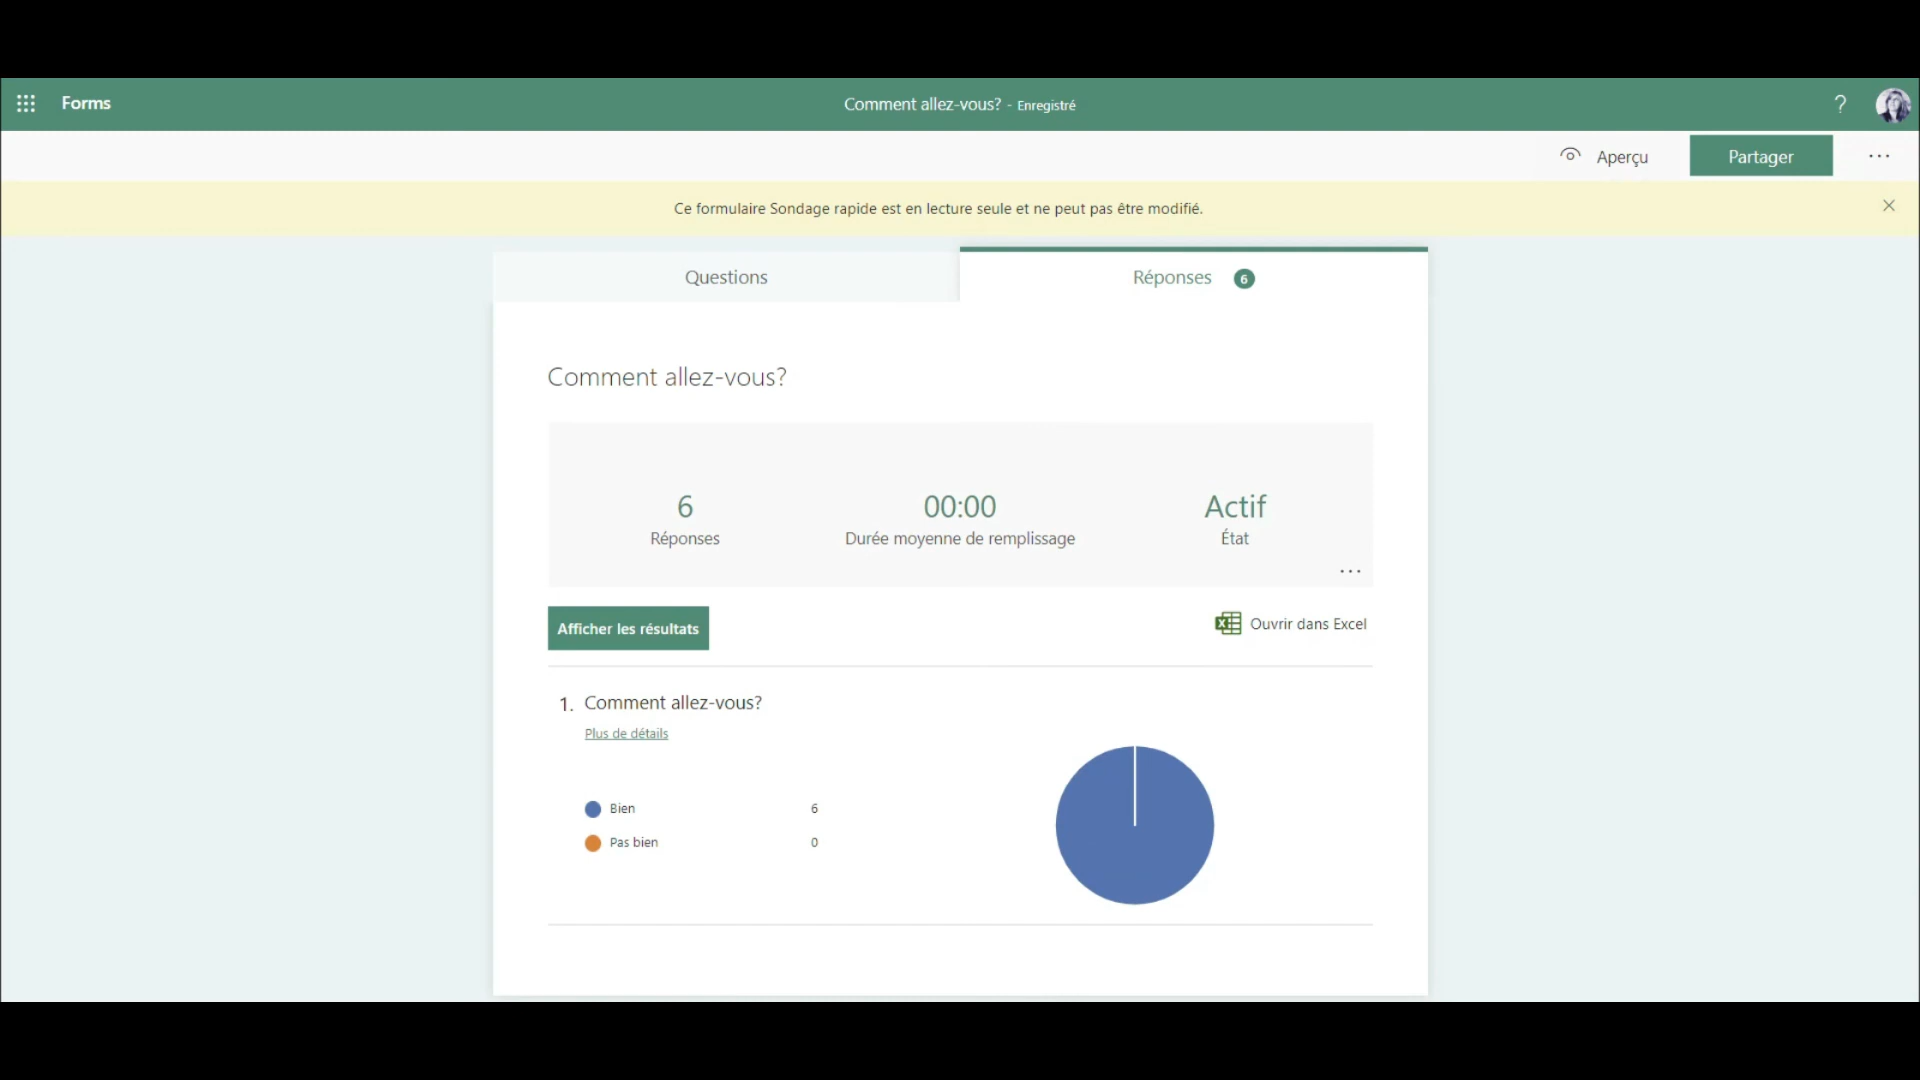 Forms
Comment allez-vous? - Enregistré
?
Aperçu
Partager
Ce formulaire Sondage rapide est en lecture seule et ne peut pas être modifié.
Questions
Réponses 6
Comment allez-vous?
6
Réponses
00:00
Durée moyenne de remplissage
Actif
État
Afficher les résultats
Ouvrir dans Excel
1. Comment allez-vous?
Plus de détails
Bien 6
Pas bien 0